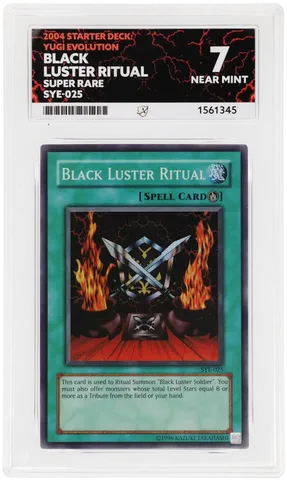 2004 STARTER DECK:
YUGI EVOLUTION
BLACK
LUSTER RITUAL
SUPER RARE
SYE-025
7
NEAR MINT
1561345
BLACK LUSTER RITUAL
[SPELL CARD]
SYE-025
This card is used to Ritual Summon "Black Luster Soldier". You
must also offer monsters whose total Level Stars equal 8 or
more as a Tribute from the field or your hand.
©1996 KAZUKI TAKAHASHI